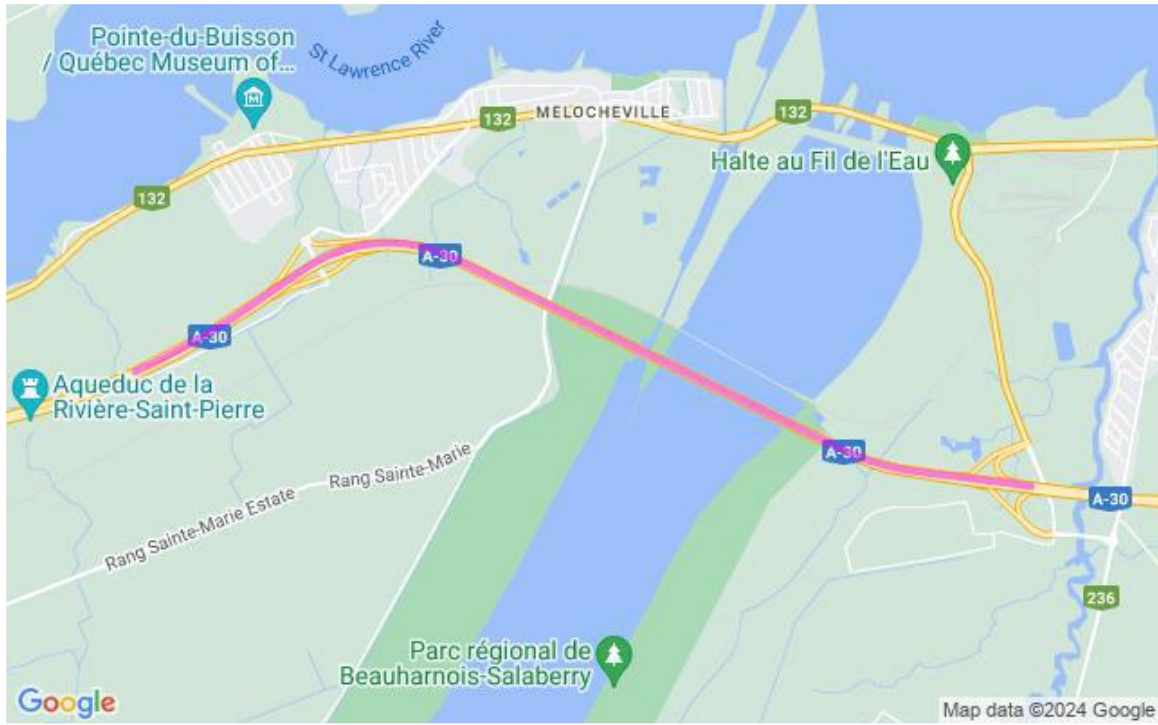 Pointe-du-Buisson
/ Québec Museum of...
St Lawrence River
132
MELOCHEVILLE
132
Halte au Fil de l'Eau
132
A-30
A-30
Aqueduc de la
Rivière-Saint-Pierre
A-30
Rang Sainte-Marie
A-30
Rang Sainte-Marie Estate
236
Parc régional de
Beauharnois-Salaberry
Google
Map data ©2024 Google